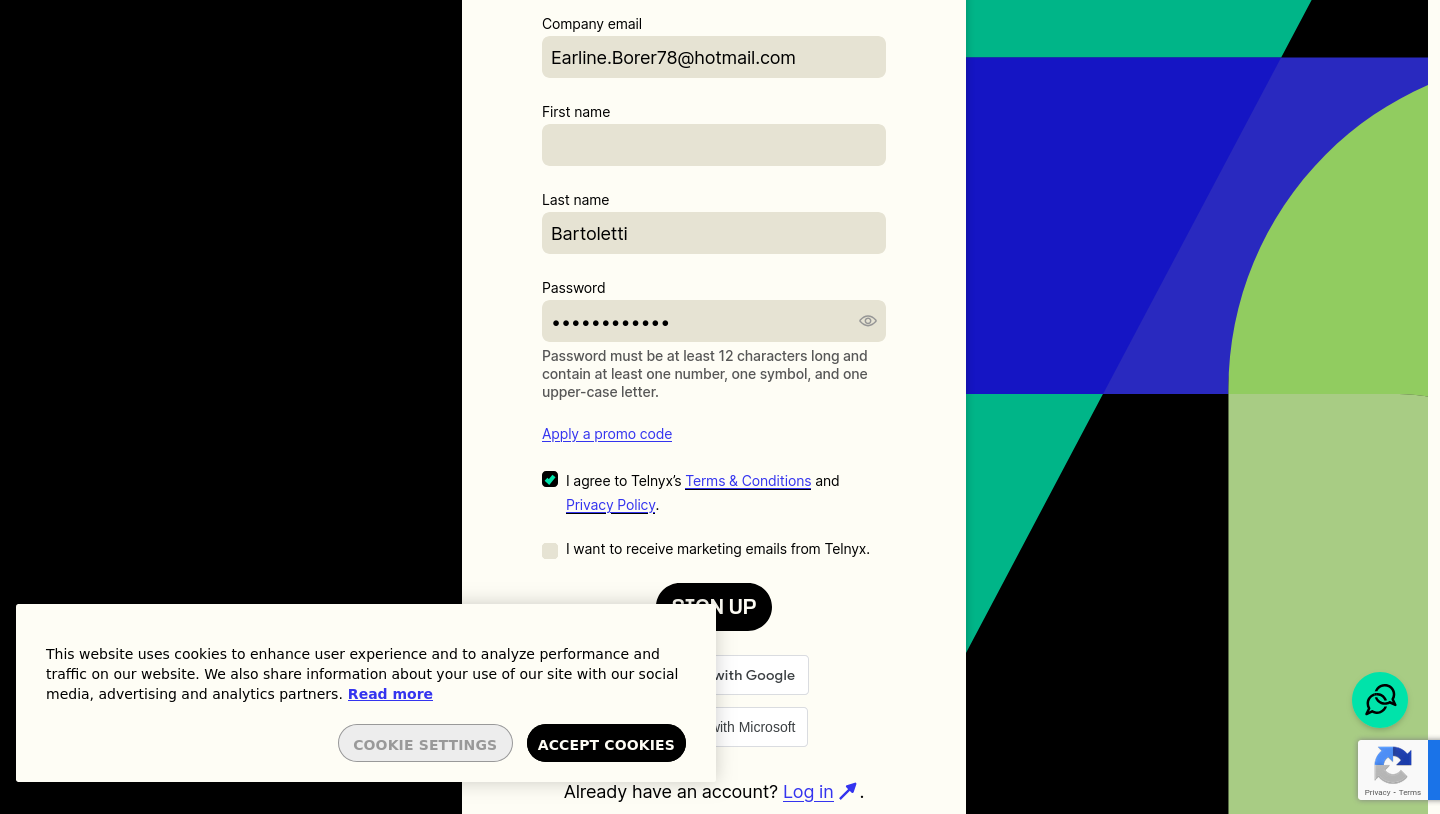 Company email
Earline.Borer78@hotmail.com
First name
Last name
Bartoletti
Password
••••••••••••
Password must be at least 12 characters long and
contain at least one number, one symbol, and one
upper-case letter.
Apply a promo code
I agree to Telnyx’s Terms & Conditions and
Privacy Policy.
I want to receive marketing emails from Telnyx.
SIGN UP
with Google
with Microsoft
This website uses cookies to enhance user experience and to analyze performance and
traffic on our website. We also share information about your use of our site with our social
media, advertising and analytics partners. Read more
COOKIE SETTINGS
ACCEPT COOKIES
Already have an account? Log in .
Privacy - Terms